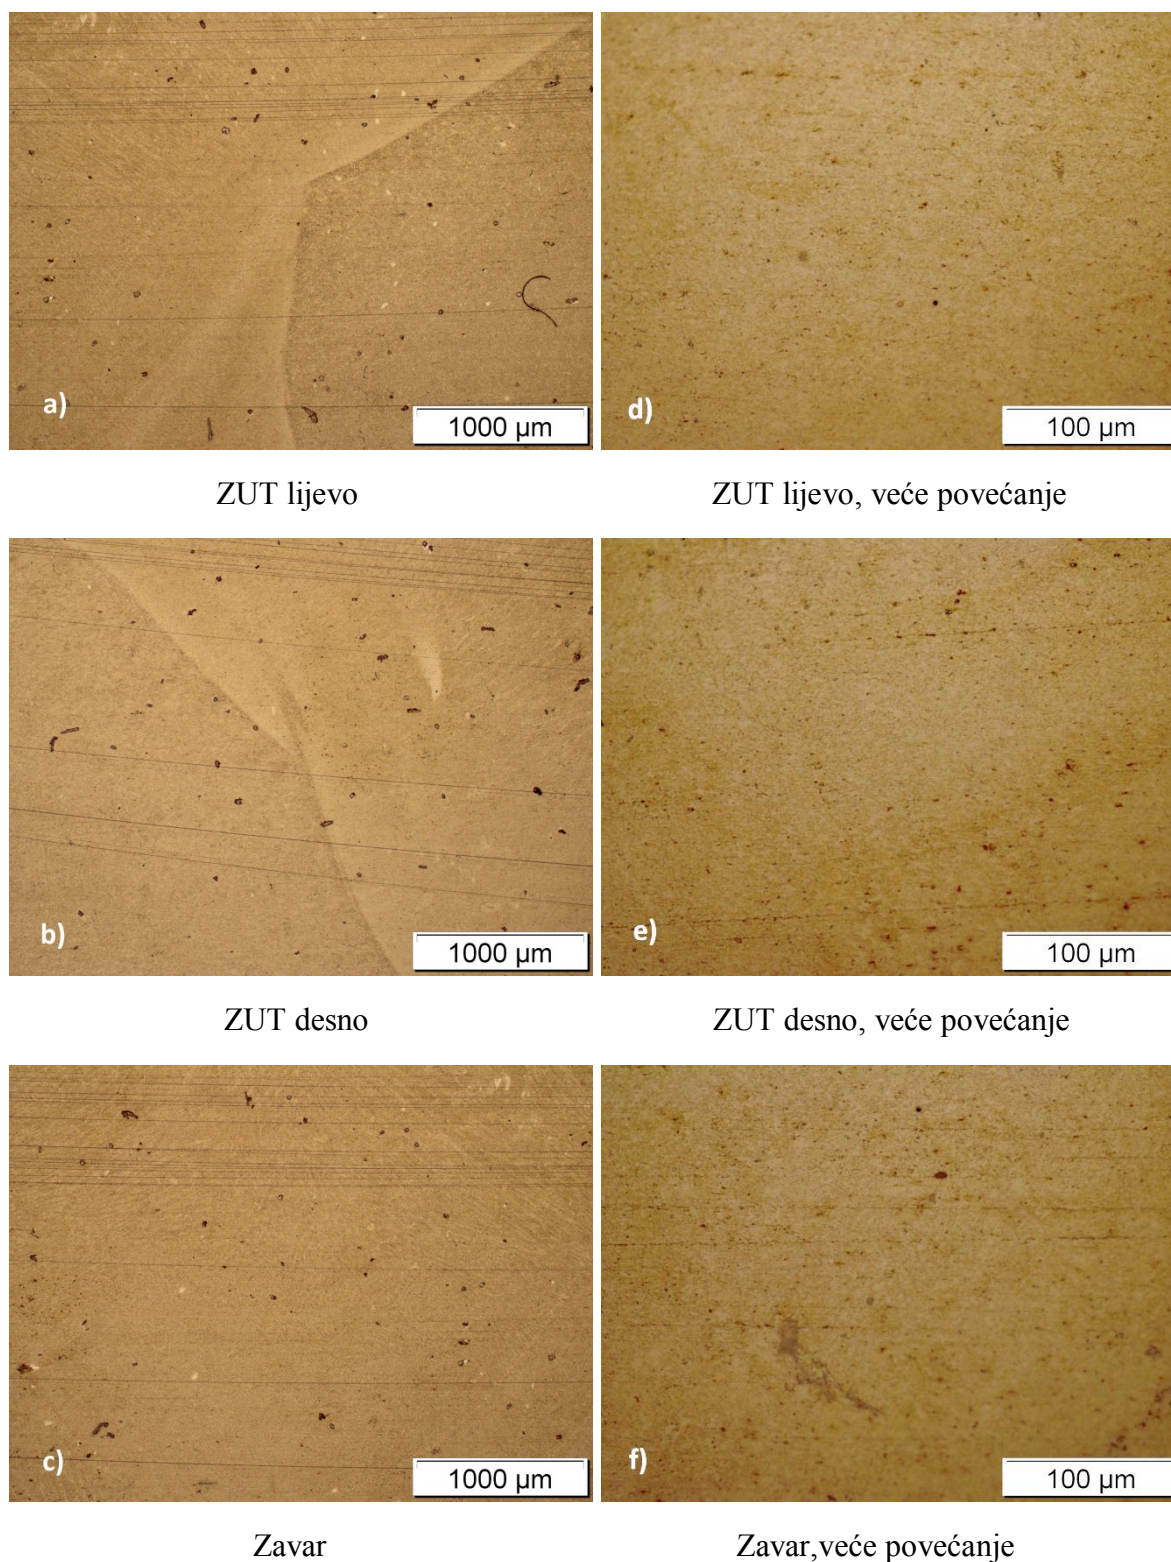 a)
1000 µm
d)
100 µm
ZUT lijevo
ZUT lijevo, veće povećanje
b)
1000 µm
e)
100 µm
ZUT desno
ZUT desno, veće povećanje
c)
1000 µm
f)
100 µm
Zavar
Zavar,veće povećanje